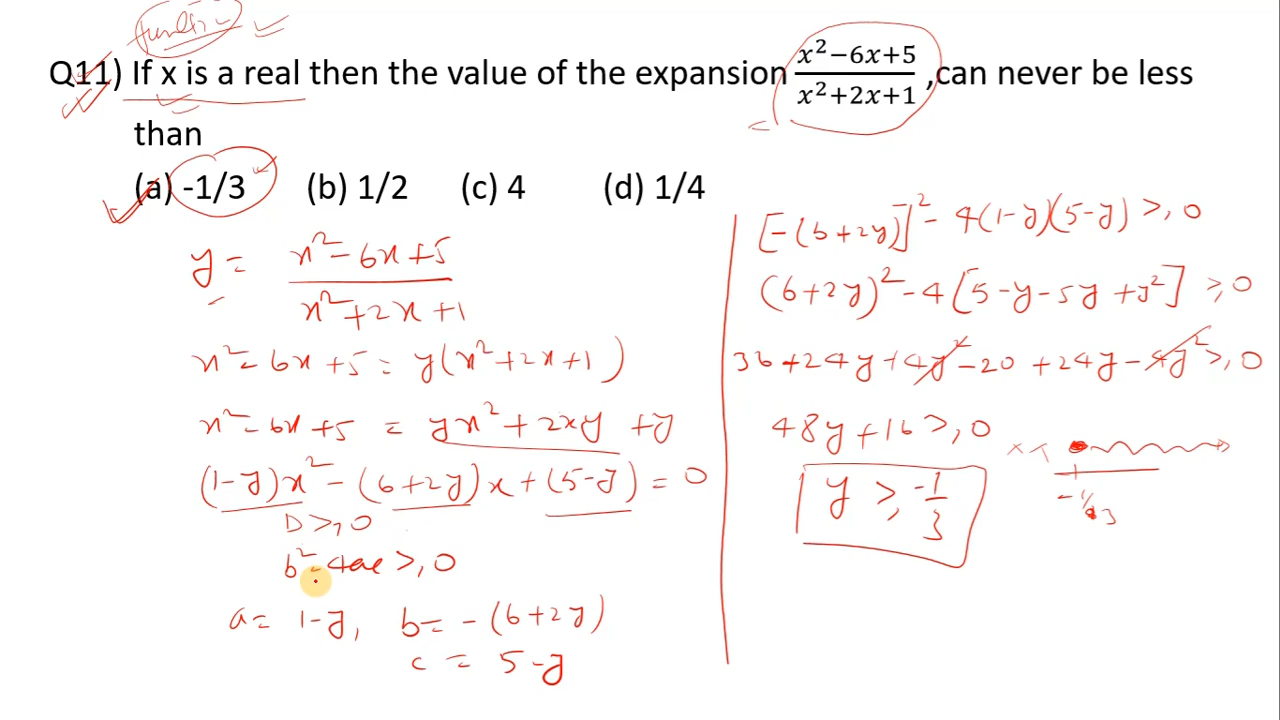 function
Q11) If x is a real then the value of the expansion x²−6x+5 / x²+2x+1 ,can never be less
than
(a) -1/3 (b) 1/2 (c) 4 (d) 1/4
y = x²-6x+5 / x²+2x+1
x²-6x+5 = y(x²+2x+1)
x²-6x+5 = yx²+2xy+y
(1-y)x² - (6+2y)x + (5-y) = 0
D ≥ 0
b²-4ac ≥ 0
a = 1-y, b = -(6+2y)
c = 5-y
[-(6+2y)]² - 4(1-y)(5-y) ≥ 0
(6+2y)² - 4[5-y-5y+y²] ≥ 0
36+24y+4y²-20+24y-4y² ≥ 0
48y+16 ≥ 0
y ≥ -1/3
-1/3